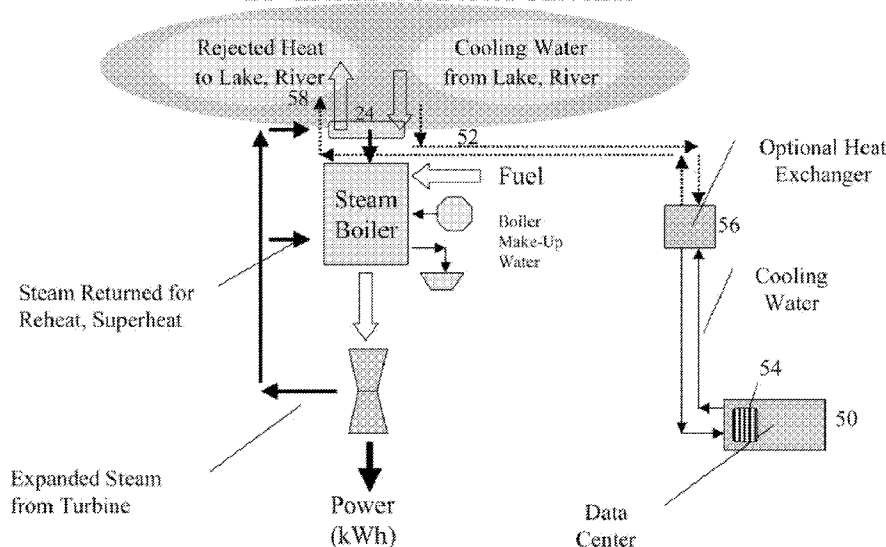 Rejected Heat
to Lake, River
Cooling Water
from Lake, River
58
24
52
Optional Heat
Exchanger
Fuel
Steam
Boiler
Boiler
Make-Up
Water
56
Steam Returned for
Reheat, Superheat
Cooling
Water
54
50
Expanded Steam
from Turbine
Power
(kWh)
Data
Center